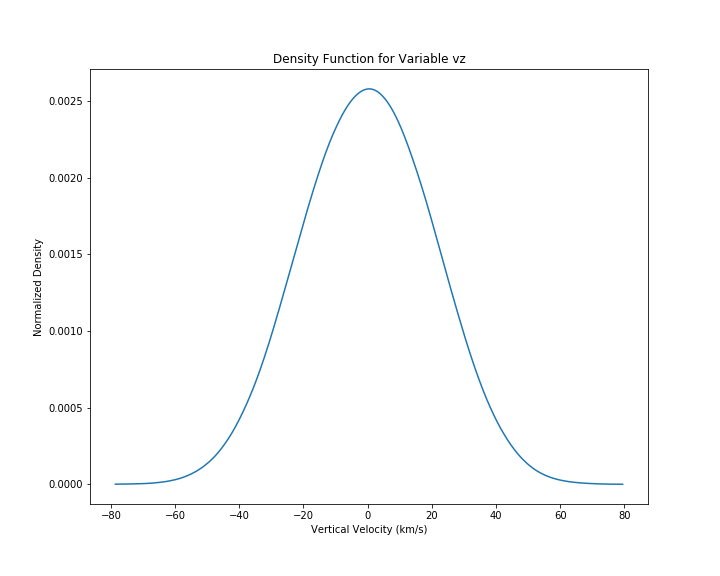 Density Function for Variable vz
0.0025
0.0020
0.0015
0.0010
0.0005
0.0000
Normalized Density
−80 −60 −40 −20 0 20 40 60 80
Vertical Velocity (km/s)